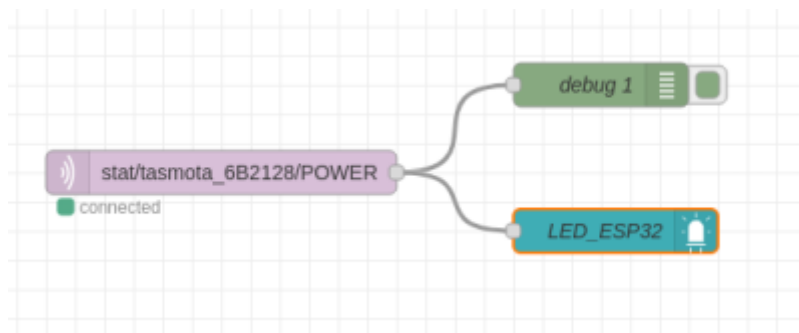 debug 1
stat/tasmota_6B2128/POWER
connected
LED_ESP32